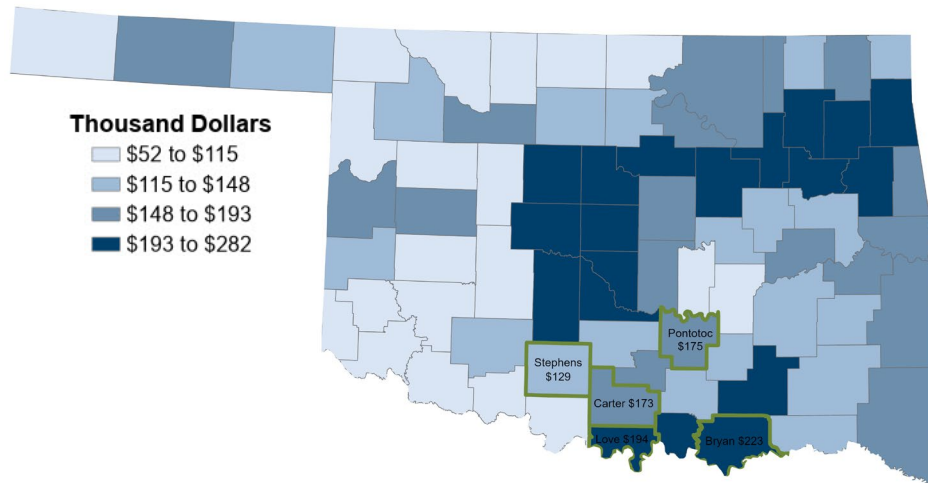 Thousand Dollars
$52 to $115
$115 to $148
$148 to $193
$193 to $282
Pontotoc
$175
Stephens
$129
Carter $173
Love $194
Bryan $223